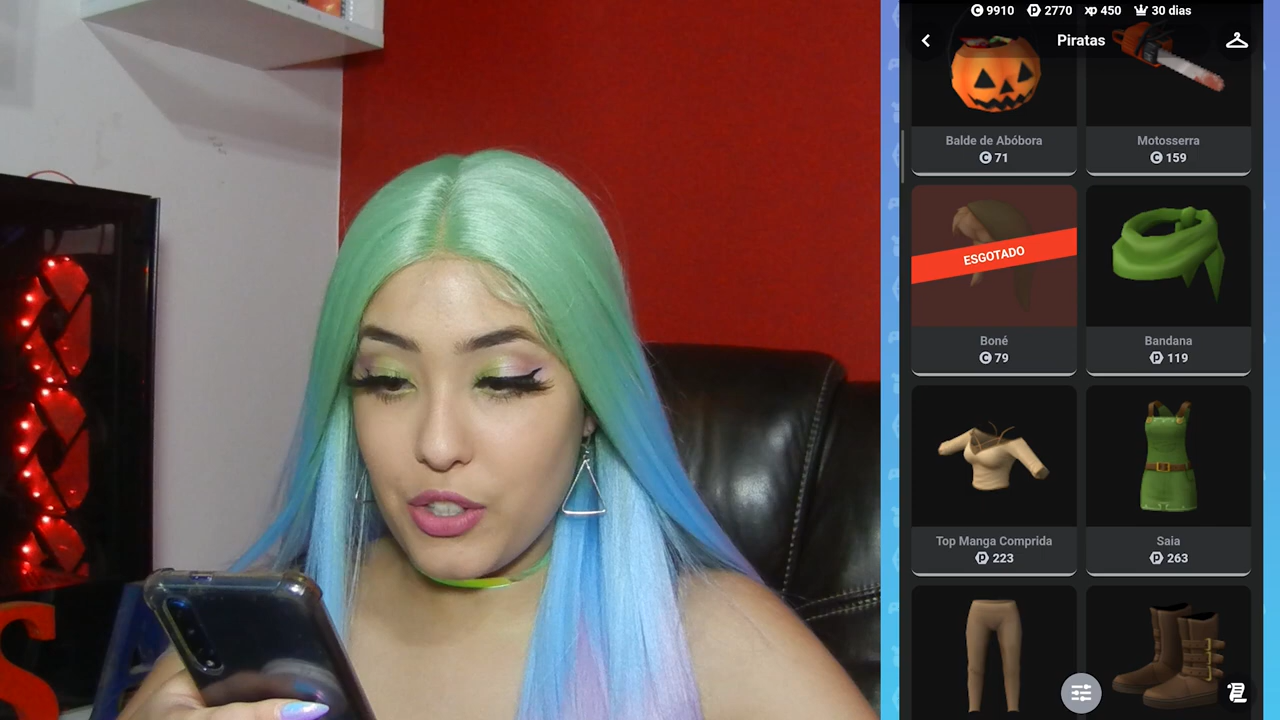 C 9910 P 2770 XP 450 30 dias
Piratas
Balde de Abóbora
C 71
Motosserra
C 159
ESGOTADO
Boné
C 79
Bandana
P 119
Top Manga Comprida
P 223
Saia
P 263
S